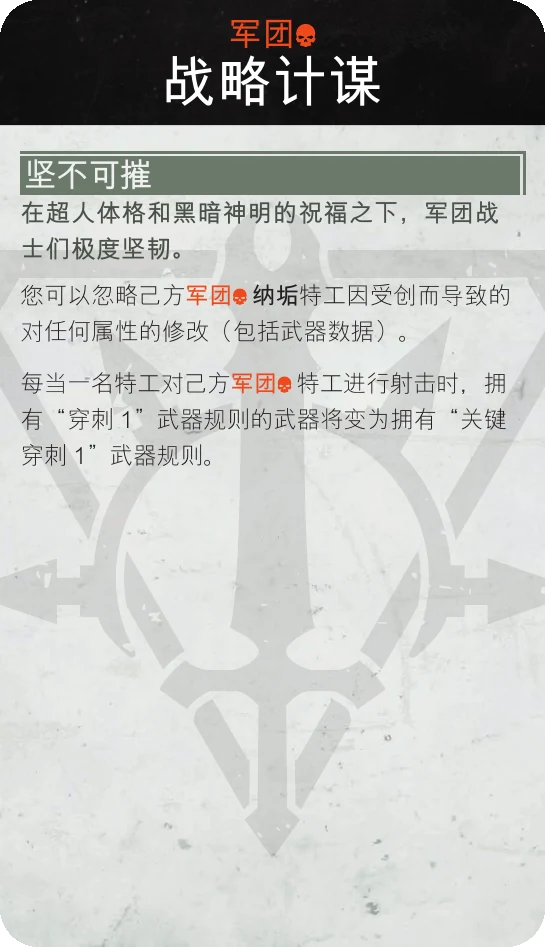 军团
战略计谋
坚不可摧
在超人体格和黑暗神明的祝福之下，军团战
士们极度坚韧。
您可以忽略己方军团 纳垢特工因受创而导致的
对任何属性的修改（包括武器数据）。
每当一名特工对己方军团 特工进行射击时，拥
有“穿刺 1”武器规则的武器将变为拥有“关键
穿刺 1”武器规则。